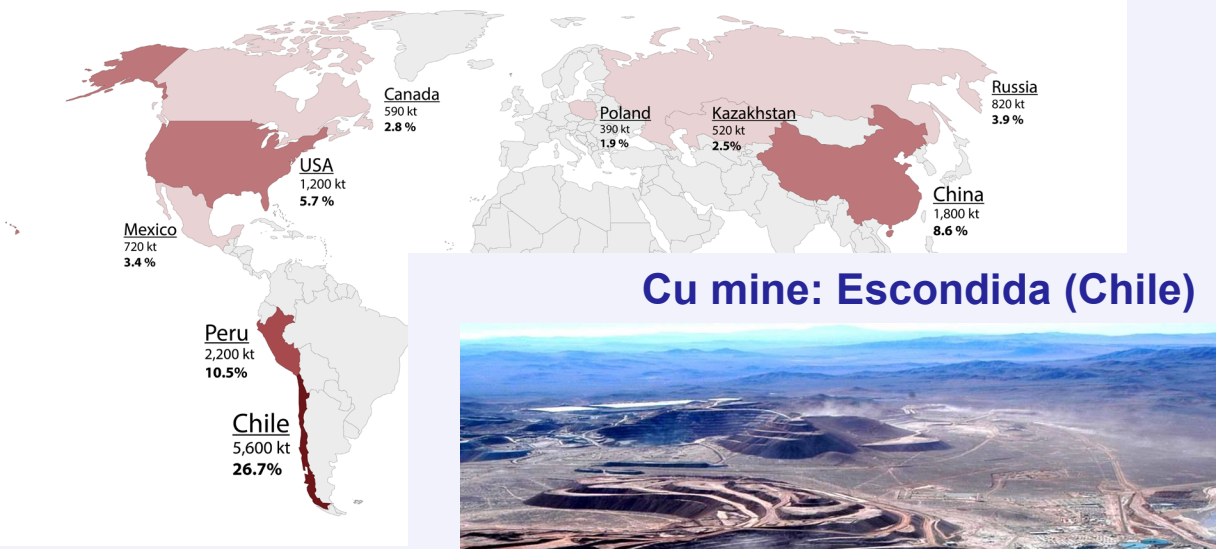 Canada
590 kt
2.8 %
Russia
820 kt
3.9 %
Poland
390 kt
1.9 %
Kazakhstan
520 kt
2.5%
USA
1,200 kt
5.7 %
China
1,800 kt
8.6 %
Mexico
720 kt
3.4 %
Cu mine: Escondida (Chile)
Peru
2,200 kt
10.5%
Chile
5,600 kt
26.7%